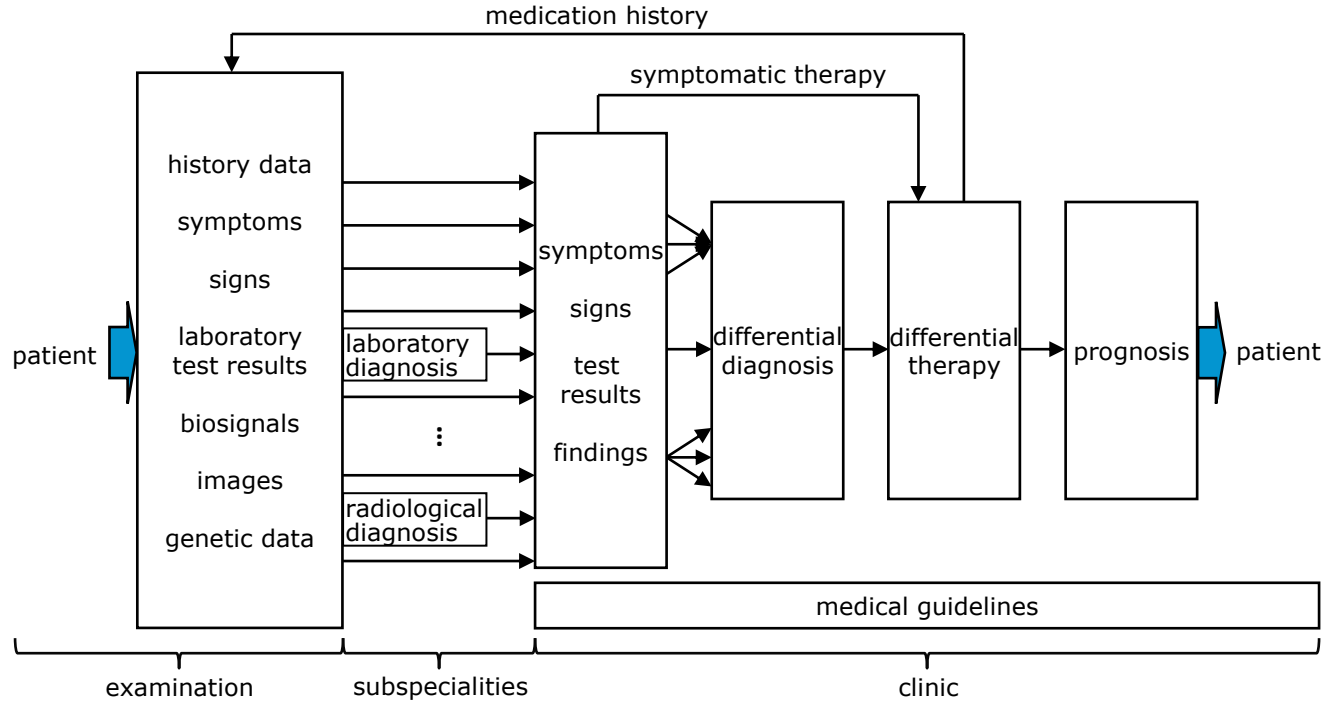 medication history
symptomatic therapy
patient
history data
symptoms
signs
laboratory
test results
biosignals
images
genetic data
laboratory
diagnosis
...
radiological
diagnosis
symptoms
signs
test
results
findings
differential
diagnosis
differential
therapy
prognosis
patient
medical guidelines
examination
subspecialities
clinic